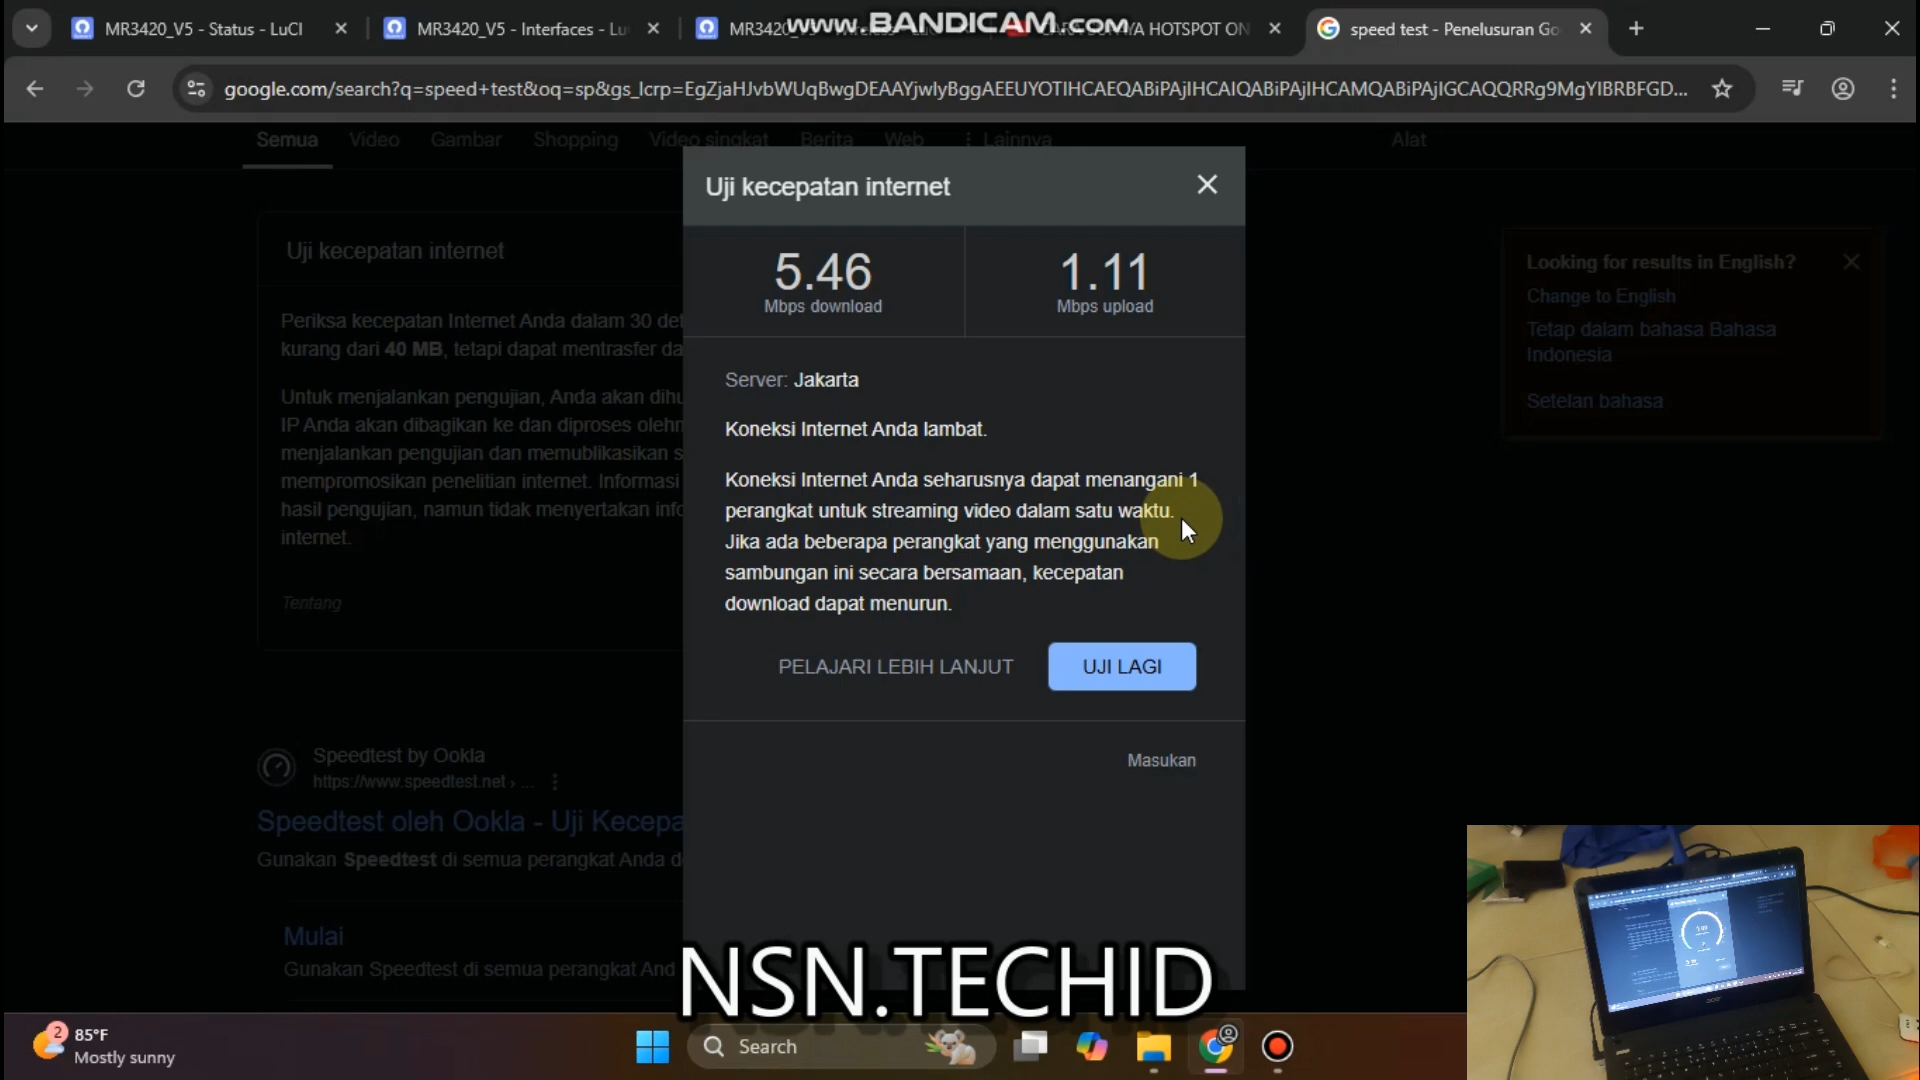 MR3420_V5 - Status - LuCI
MR3420_V5 - Interfaces - Lu
www.BANDICAM.com
HOTSPOT ON
speed test - Penelusuran Go
google.com/search?q=speed+test&oq=sp&gs_lcrp=EgZjaHJvbWUqBwgDEAAYjwIyBggAEEUYOTIHCAEQABiPAjIHCAIQABiPAjIHCAMQABiPAjIGCAQQRRg9MgYIBRBFGD...
Semua Video Gambar Shopping Video singkat Berita Web Lainnya Alat
Uji kecepatan internet
Periksa kecepatan Internet Anda dalam 30 det
kurang dari 40 MB, tetapi dapat mentrasfer da
Untuk menjalankan pengujian, Anda akan dihu
IP Anda akan dibagikan ke dan diproses olehn
menjalankan pengujian dan memublikasikan s
mempromosikan penelitian internet. Informasi
hasil pengujian, namun tidak menyertakan info
internet.
Tentang
Speedtest by Ookla
https://www.speedtest.net › ...
Speedtest oleh Ookla - Uji Kecepa
Gunakan Speedtest di semua perangkat Anda d
Mulai
Gunakan Speedtest di semua perangkat And
Uji kecepatan internet
5.46
Mbps download
1.11
Mbps upload
Server: Jakarta
Koneksi Internet Anda lambat.
Koneksi Internet Anda seharusnya dapat menangani 1
perangkat untuk streaming video dalam satu waktu.
Jika ada beberapa perangkat yang menggunakan
sambungan ini secara bersamaan, kecepatan
download dapat menurun.
PELAJARI LEBIH LANJUT
UJI LAGI
Masukan
Looking for results in English?
Change to English
Tetap dalam bahasa Bahasa
Indonesia
Setelan bahasa
NSN.TECHID
2
85°F
Mostly sunny
Search